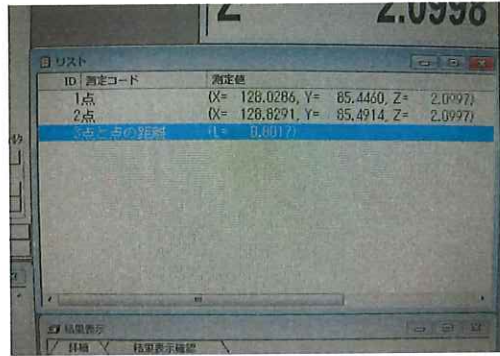 Z 2.0998
リスト
ID 測定コード 測定値
1点 (X= 128.0286, Y= 85.4460, Z= 2.0997)
2点 (X= 128.8291, Y= 85.4914, Z= 2.0997)
3点と点の距離 (L= 0.8017)
結果表示
詳細 結果表示確認